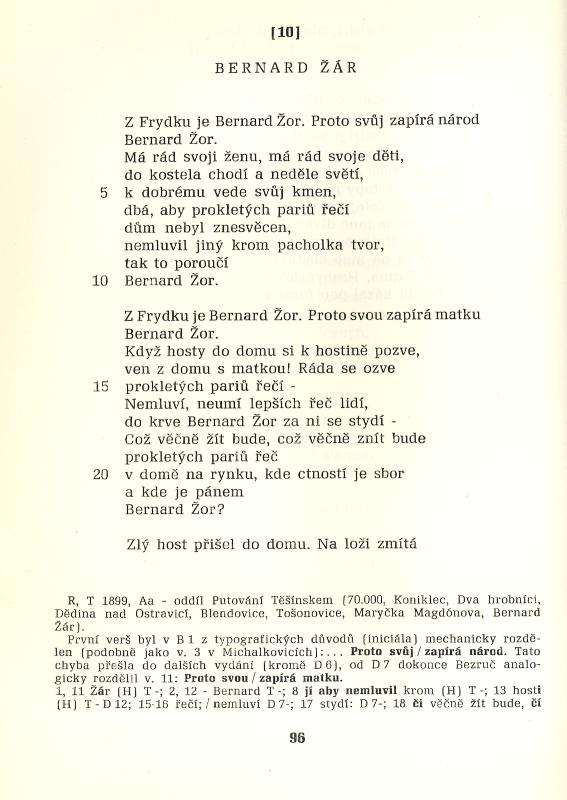 [10]
BERNARD ŽÁR
Z Frydku je Bernard Žor. Proto svůj zapírá národ
Bernard Žor.
Má rád svoji ženu, má rád svoje děti,
do kostela chodí a neděle světí,
5 k dobrému vede svůj kmen,
dbá, aby prokletých pariů řečí
dům nebyl znesvěcen,
nemluvil jiný krom pacholka tvor,
tak to poroučí
10 Bernard Žor.
Z Frydku je Bernard Žor. Proto svou zapírá matku
Bernard Žor.
Když hosty do domu si k hostině pozve,
ven z domu s matkou! Ráda se ozve
15 prokletých pariů řečí -
Nemluví, neumí lepších řeč lidí,
do krve Bernard Žor za ni se stydí -
Což věčně žít bude, což věčně znít bude
prokletých pariů řeč
20 v domě na rynku, kde ctností je sbor
a kde je pánem
Bernard Žor?
Zlý host přišel do domu. Na loži zmítá
R, T 1899, Aa - oddíl Putování Těšínskem (70.000, Koniklec, Dva hrobníci,
Dědina nad Ostravicí, Blendovice, Tošonovice, Maryčka Magdónova, Bernard
Žár).
První verš byl v B 1 z typografických důvodů (iniciála) mechanicky rozdě-
len (podobně jako v. 3 v Michalkovicích):... Proto svůj/zapírá národ. Tato
chyba přešla do dalších vydání (kromě D 6), od D 7 dokonce Bezruč analo-
gicky rozdělil v. 11: Proto svou/zapírá matku.
1, 11 Žár (H) T -; 2, 12 - Bernard T -; 8 jí aby nemluvil krom (H) T -; 13 hosti
(H) T - D 12; 15-16 řečí;/nemluví D 7-; 17 stydí: D 7-; 18 či věčně žít bude, čí
96